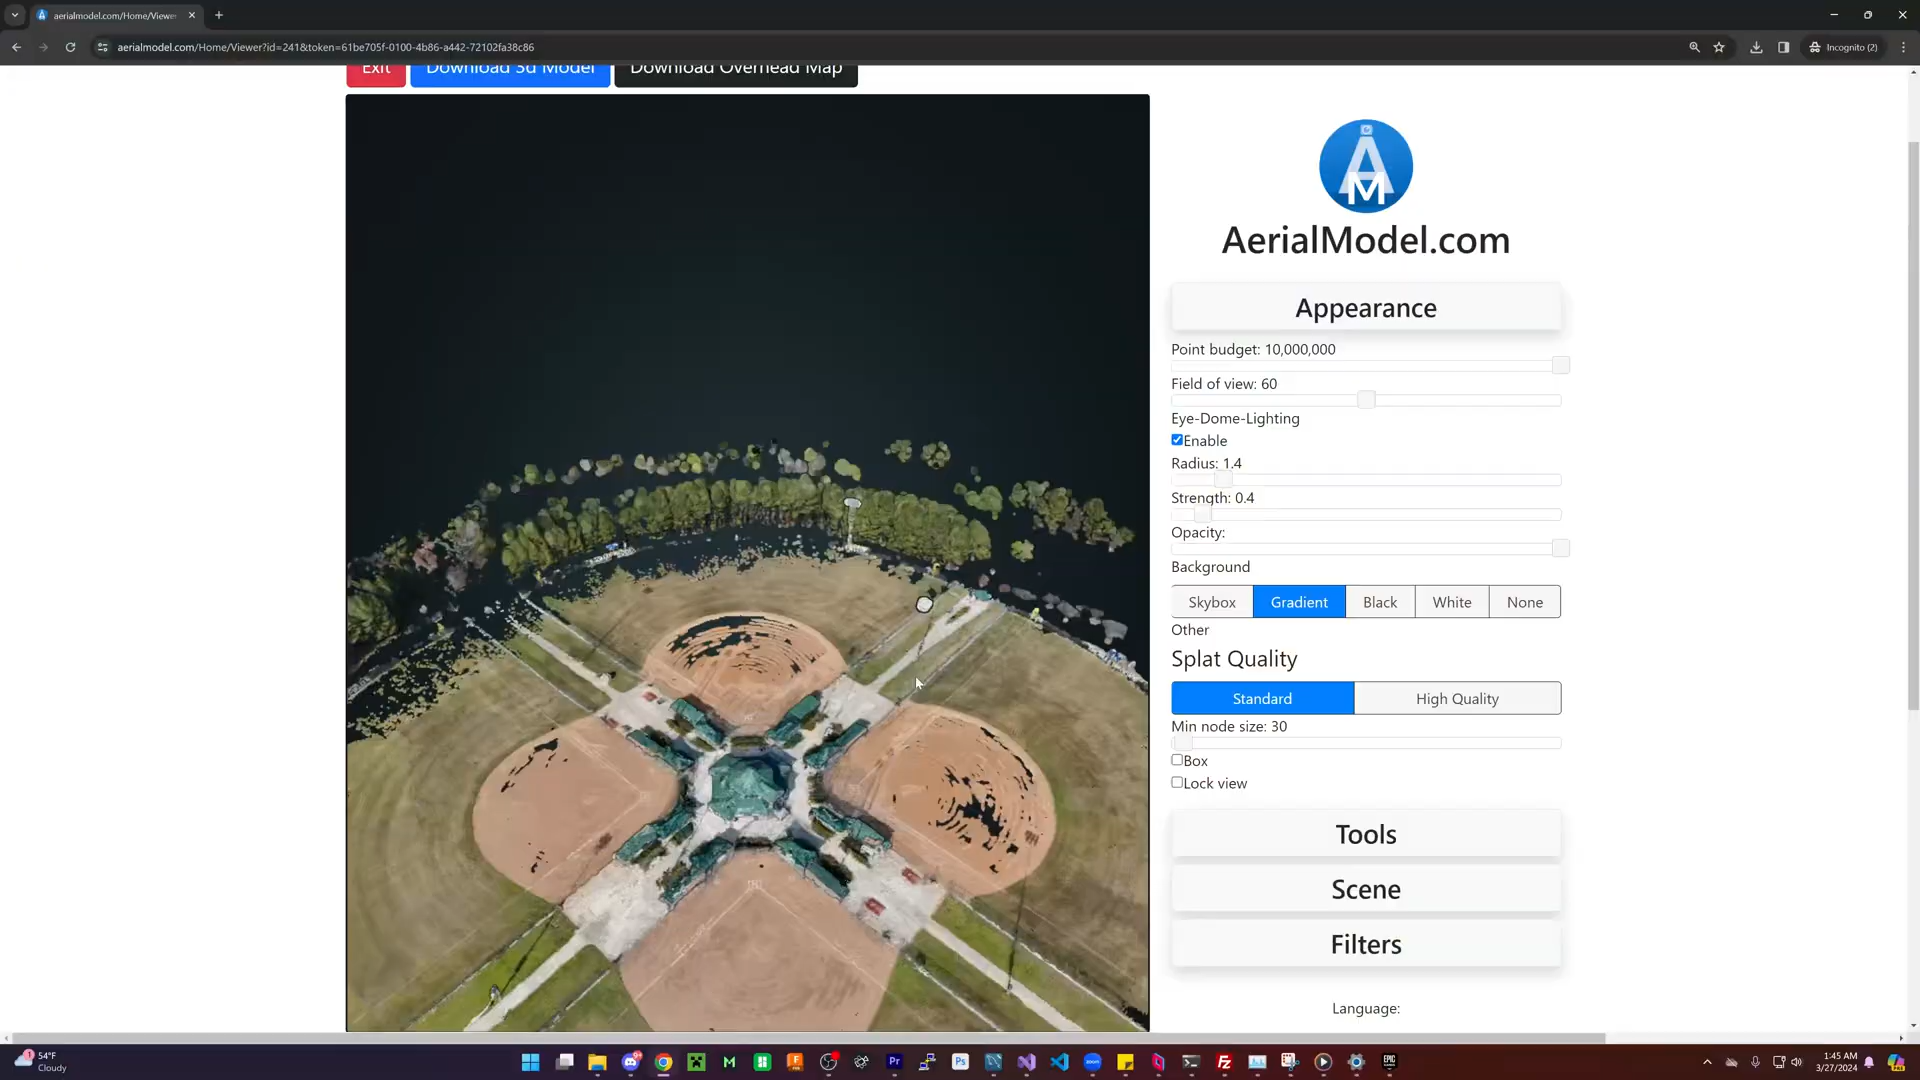 aerialmodel.com/Home/Viewer
aerialmodel.com/Home/Viewer?id=241&token=61be705f-0100-4b86-a442-72102fa38c86
Incognito (2)
Exit
Download 3d Model
Download Overhead Map
AM
AerialModel.com
Appearance
Point budget: 10,000,000
Field of view: 60
Eye-Dome-Lighting
Enable
Radius: 1.4
Strength: 0.4
Opacity:
Background
Skybox
Gradient
Black
White
None
Other
Splat Quality
Standard
High Quality
Min node size: 30
Box
Lock view
Tools
Scene
Filters
Language:
54°F
Cloudy
1:45 AM
3/27/2024